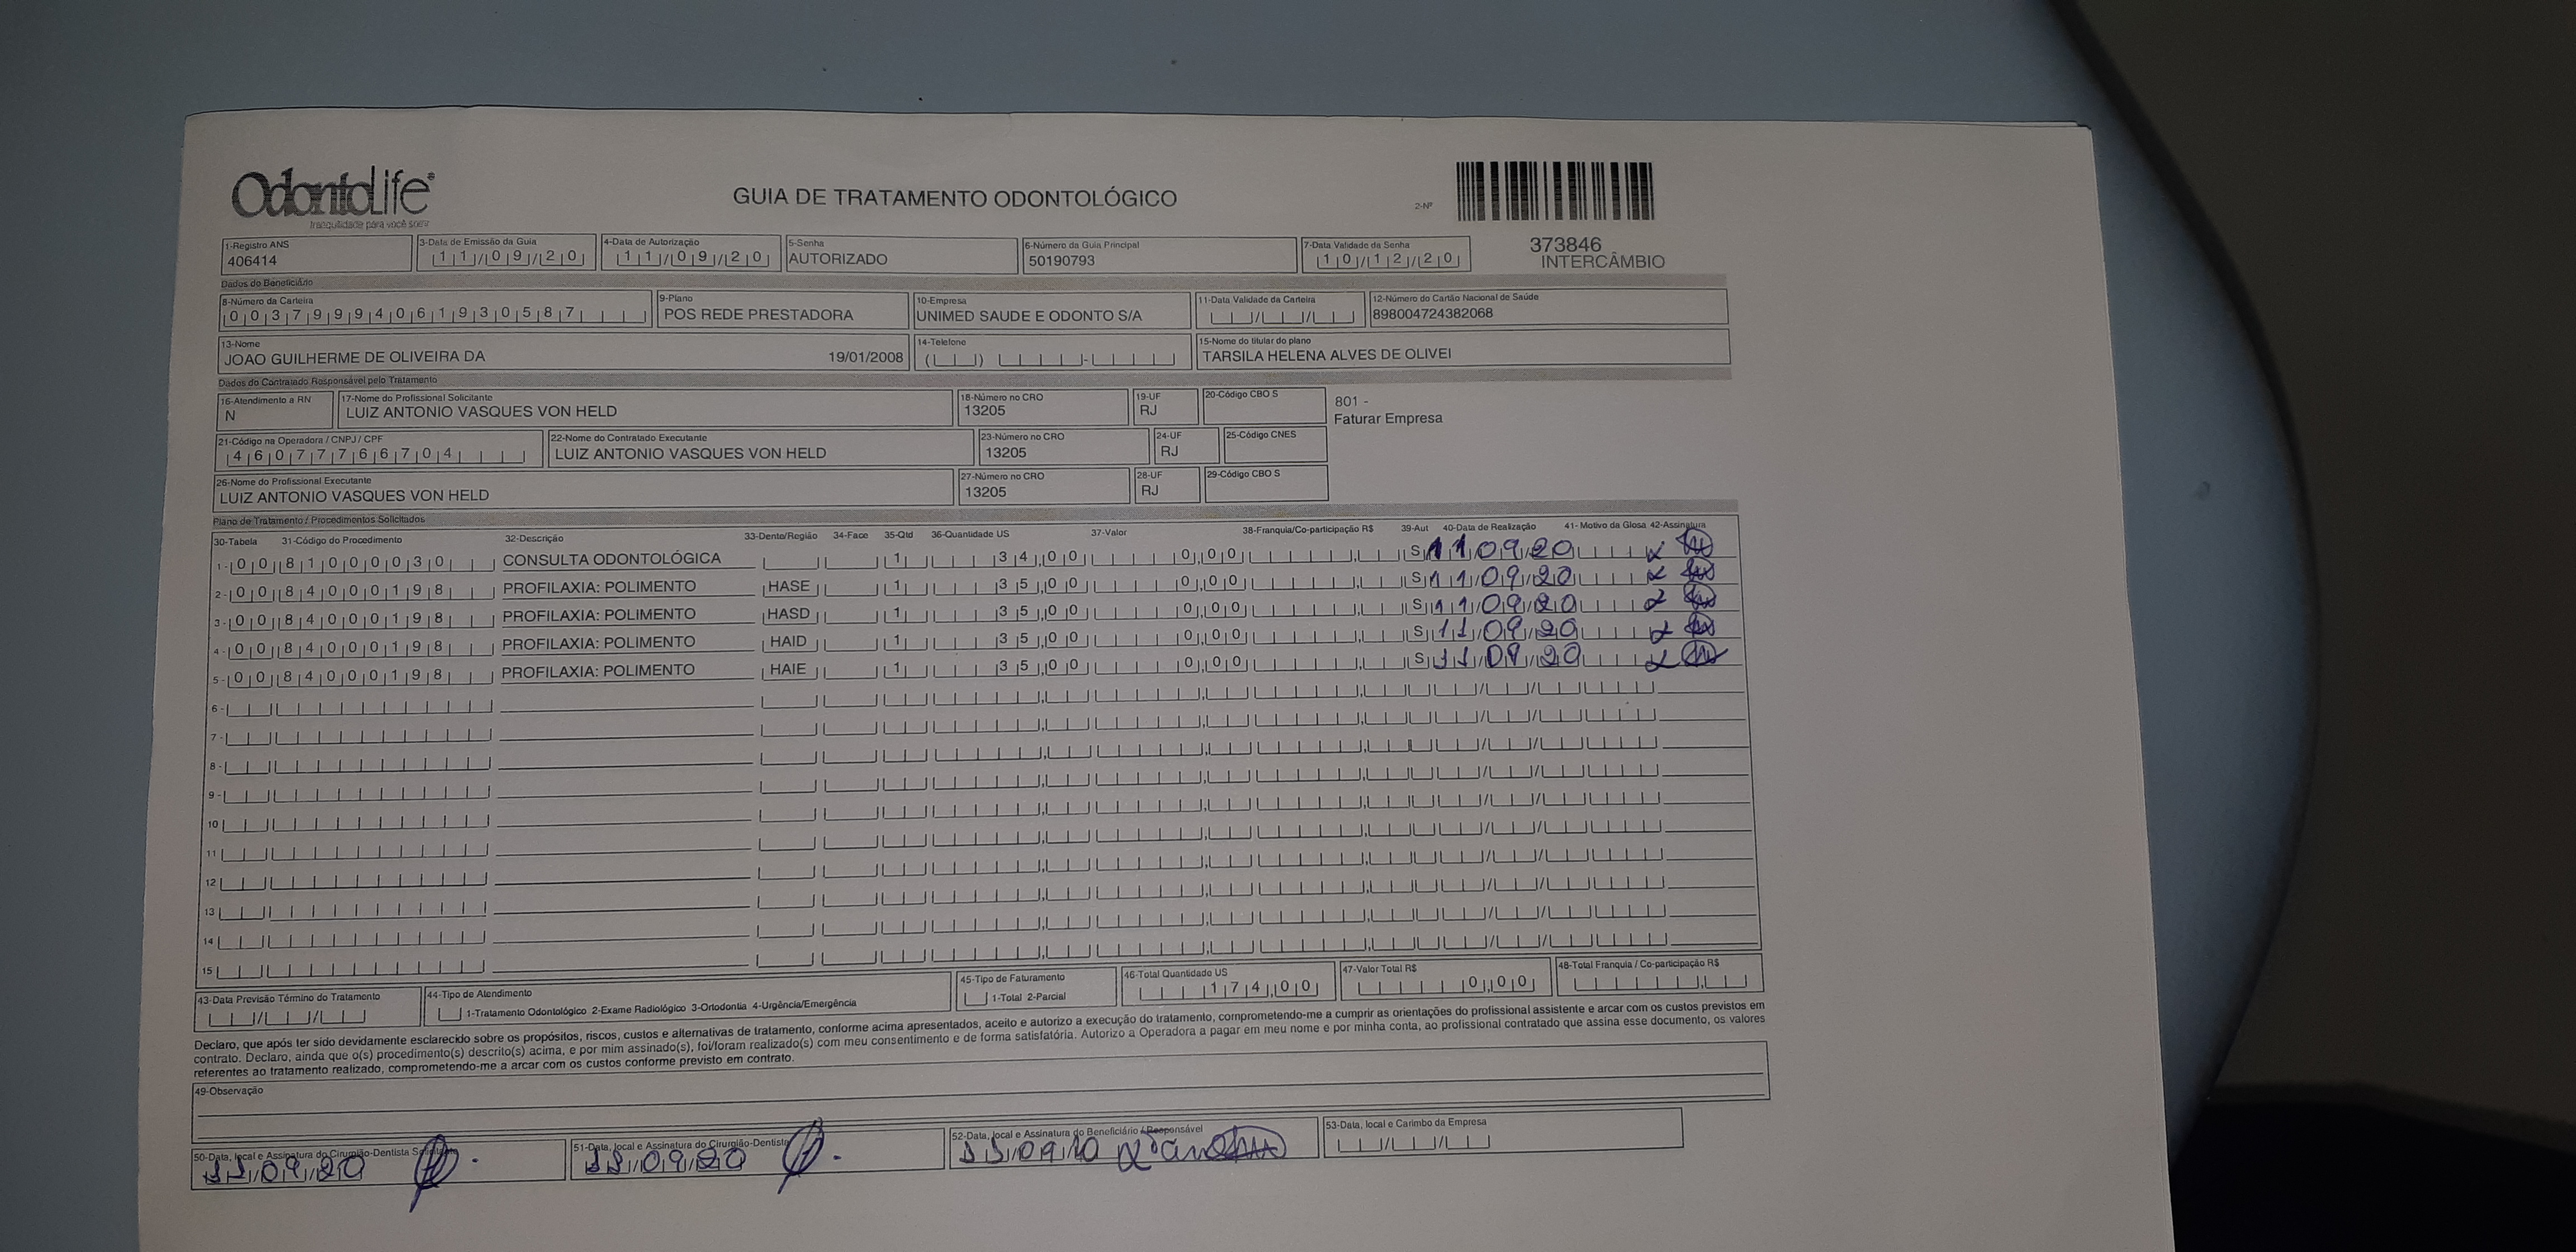 OdontoLife®
tranquilidade para você sorrir
GUIA DE TRATAMENTO ODONTOLÓGICO
2-Nº
373846
INTERCÂMBIO
1-Registro ANS 3-Data de Emissão da Guia 4-Data de Autorização 5-Senha 6-Número da Guia Principal 7-Data Validade da Senha
406414 11/09/20 11/09/20 AUTORIZADO 50190793 10/12/20
Dados do Beneficiário
8-Número da Carteira 9-Plano 10-Empresa 11-Data Validade da Carteira 12-Número do Cartão Nacional de Saúde
00379994061930587 POS REDE PRESTADORA UNIMED SAUDE E ODONTO S/A 898004724382068
13-Nome 14-Telefone 15-Nome do titular do plano
JOAO GUILHERME DE OLIVEIRA DA 19/01/2008 TARSILA HELENA ALVES DE OLIVEI
Dados do Contratado Responsável pelo Tratamento
16-Atendimento a RN 17-Nome do Profissional Solicitante 18-Número no CRO 19-UF 20-Código CBO S
N LUIZ ANTONIO VASQUES VON HELD 13205 RJ
801 -
Faturar Empresa
21-Código na Operadora / CNPJ / CPF 22-Nome do Contratado Executante 23-Número no CRO 24-UF 25-Código CNES
46077766704 LUIZ ANTONIO VASQUES VON HELD 13205 RJ
26-Nome do Profissional Executante 27-Número no CRO 28-UF 29-Código CBO S
LUIZ ANTONIO VASQUES VON HELD 13205 RJ
Plano de Tratamento / Procedimentos Solicitados
30-Tabela 31-Código do Procedimento 32-Descrição 33-Dente/Região 34-Face 35-Qtd 36-Quantidade US 37-Valor 38-Franquia/Co-participação R$ 39-Aut 40-Data de Realização 41-Motivo da Glosa 42-Assinatura
1- 00 81000030 CONSULTA ODONTOLÓGICA 1 34,00 0,00 S 11/09/20
2- 00 84000198 PROFILAXIA: POLIMENTO HASE 1 35,00 0,00 S 11/09/20
3- 00 84000198 PROFILAXIA: POLIMENTO HASD 1 35,00 0,00 S 11/09/20
4- 00 84000198 PROFILAXIA: POLIMENTO HAID 1 35,00 0,00 S 11/09/20
5- 00 84000198 PROFILAXIA: POLIMENTO HAIE 1 35,00 0,00 S 11/09/20
6-
7-
8-
9-
10
11
12
13
14
15
43-Data Previsão Término do Tratamento 44-Tipo de Atendimento 45-Tipo de Faturamento 46-Total Quantidade US 47-Valor Total R$ 48-Total Franquia / Co-participação R$
1-Tratamento Odontológico 2-Exame Radiológico 3-Ortodontia 4-Urgência/Emergência 1-Total 2-Parcial 174,00 0,00
Declaro, que após ter sido devidamente esclarecido sobre os propósitos, riscos, custos e alternativas de tratamento, conforme acima apresentados, aceito e autorizo a execução do tratamento, comprometendo-me a cumprir as orientações do profissional assistente e arcar com os custos previstos em
contrato. Declaro, ainda que o(s) procedimento(s) descrito(s) acima, e por mim assinado(s), foi/foram realizado(s) com meu consentimento e de forma satisfatória. Autorizo a Operadora a pagar em meu nome e por minha conta, ao profissional contratado que assina esse documento, os valores
referentes ao tratamento realizado, comprometendo-me a arcar com os custos conforme previsto em contrato.
49-Observação
50-Data, local e Assinatura do Cirurgião-Dentista Solicitante 51-Data, local e Assinatura do Cirurgião-Dentista 52-Data, local e Assinatura do Beneficiário / Responsável 53-Data, local e Carimbo da Empresa
11/09/20 11/09/20